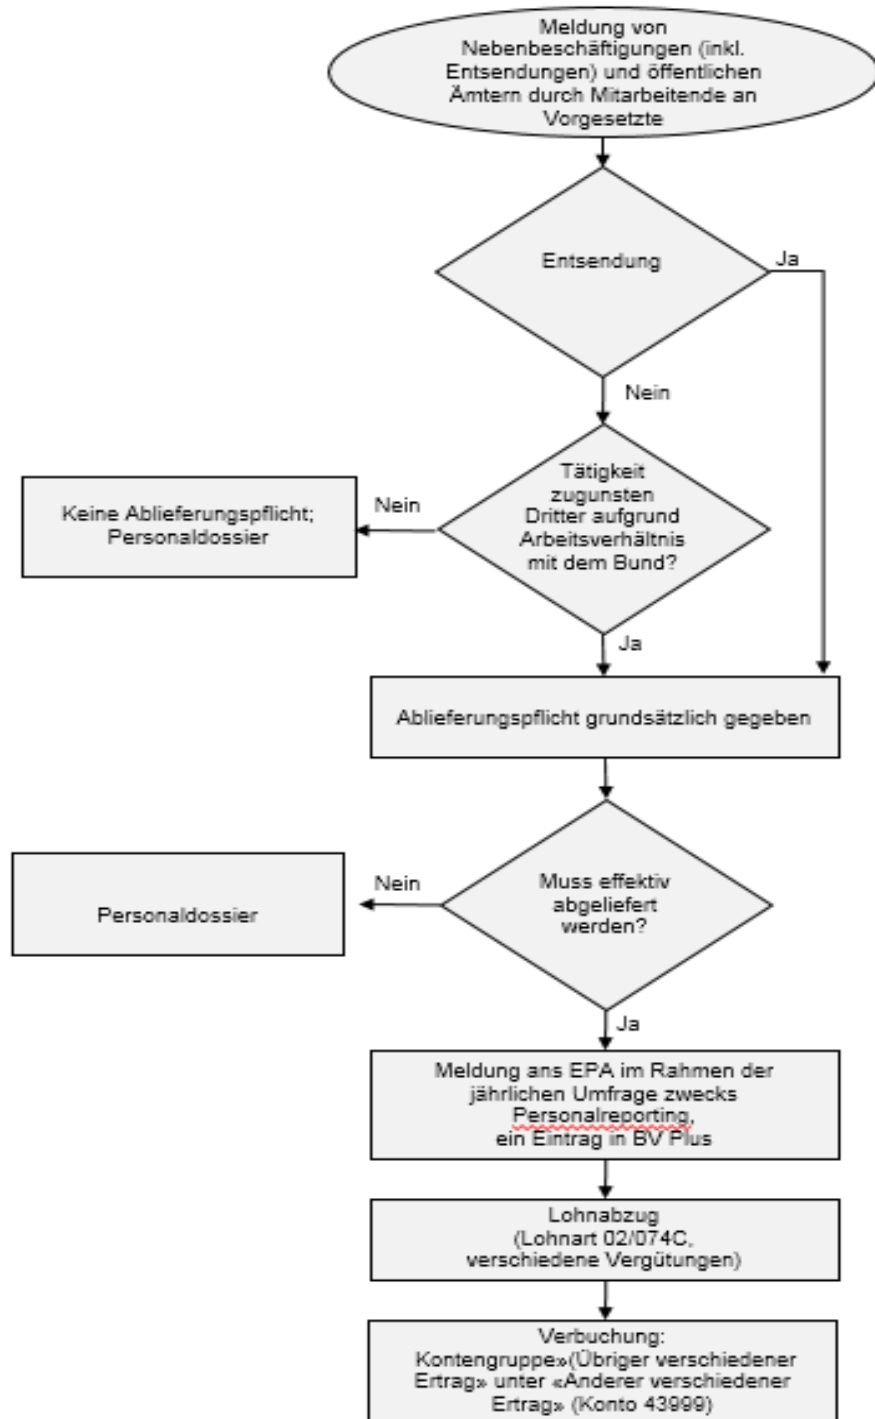 Meldung von
Nebenbeschäftigungen (inkl.
Entsendungen) und öffentlichen
Ämtern durch Mitarbeitende an
Vorgesetzte
Entsendung
Ja
Nein
Tätigkeit
zugunsten
Dritter aufgrund
Arbeitsverhältnis
mit dem Bund?
Nein
Keine Ablieferungspflicht;
Personaldossier
Ja
Ablieferungspflicht grundsätzlich gegeben
Muss effektiv
abgeliefert
werden?
Nein
Personaldossier
Ja
Meldung ans EPA im Rahmen der
jährlichen Umfrage zwecks
Personalreporting,
ein Eintrag in BV Plus
Lohnabzug
(Lohnart 02/074C,
verschiedene Vergütungen)
Verbuchung:
Kontengruppe»(Übriger verschiedener
Ertrag» unter «Anderer verschiedener
Ertrag» (Konto 43999)